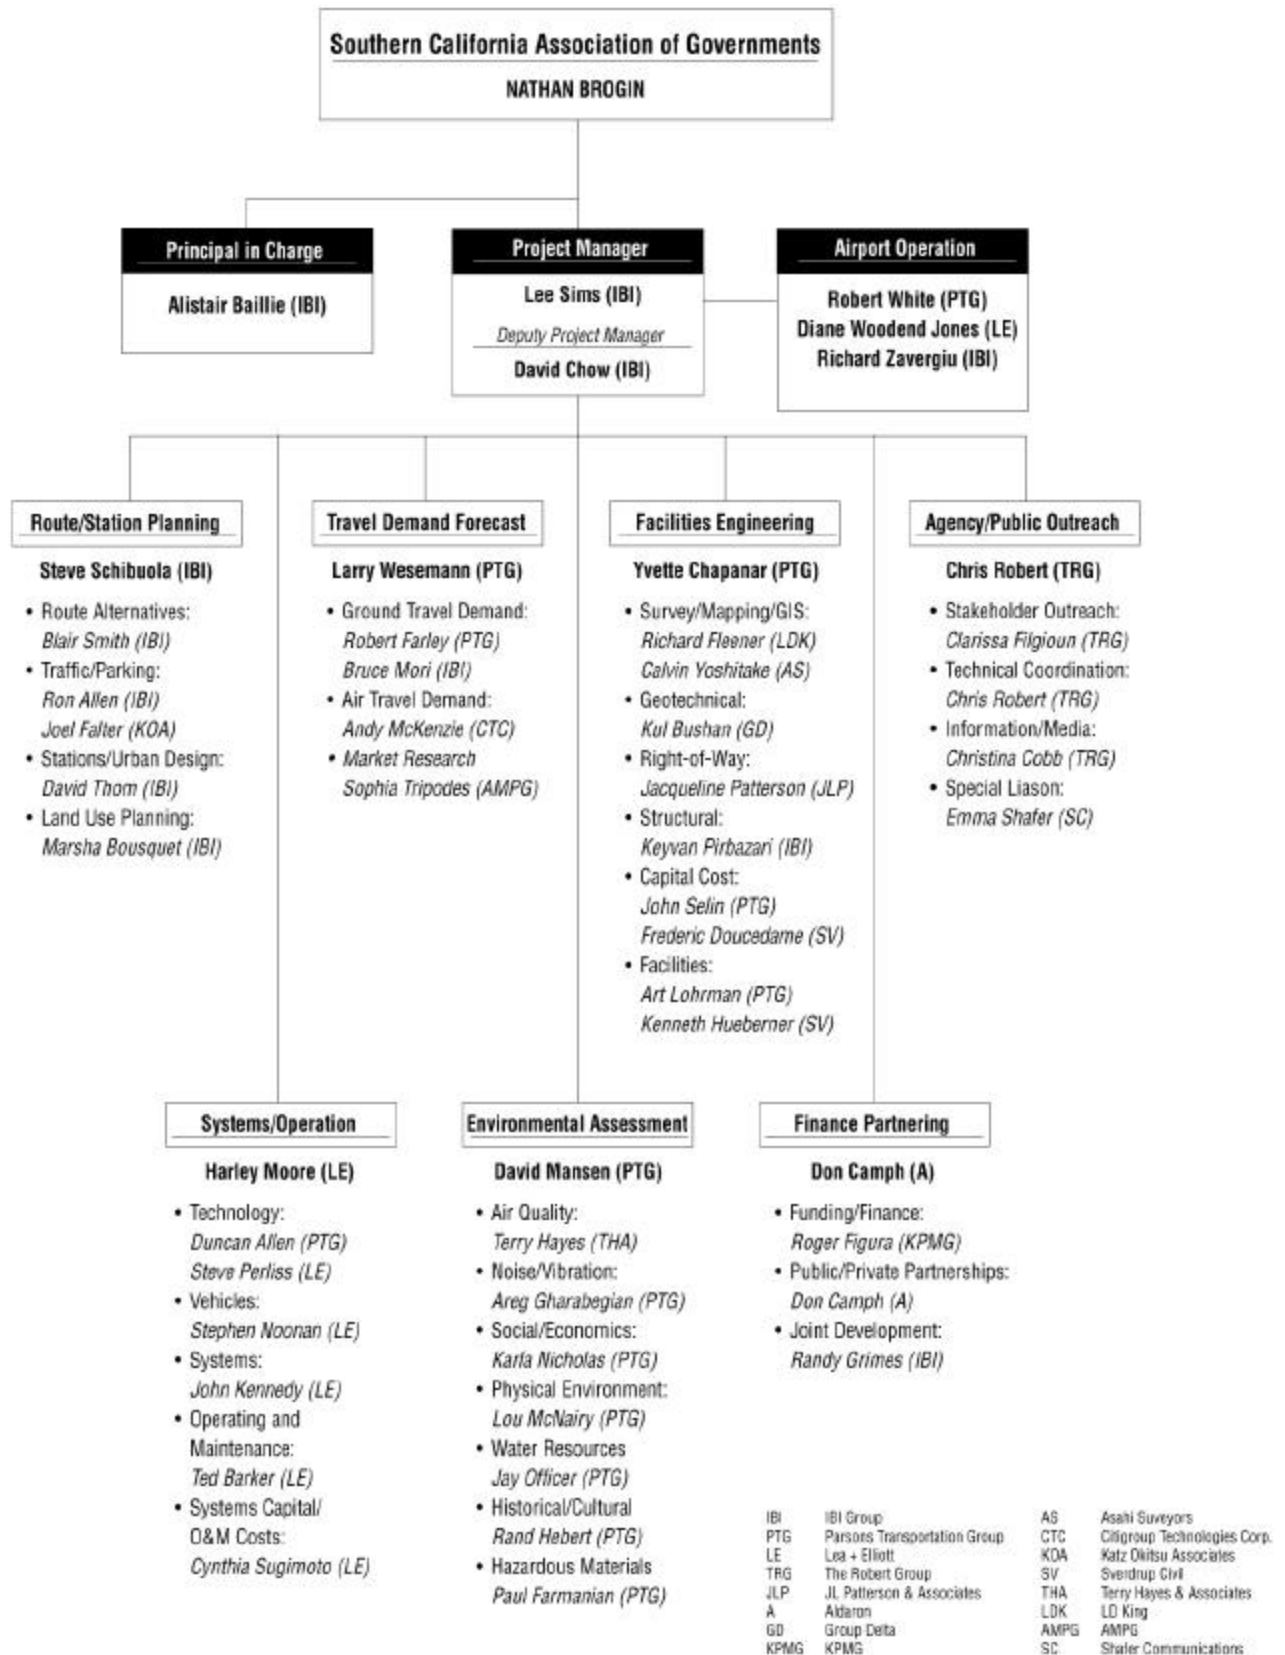 Southern California Association of Governments
NATHAN BROGIN
Principal in Charge
Alistair Baillie (IBI)
Project Manager
Lee Sims (IBI)
Deputy Project Manager
David Chow (IBI)
Airport Operation
Robert White (PTG)
Diane Woodend Jones (LE)
Richard Zavergiu (IBI)
Route/Station Planning
Steve Schibuola (IBI)
• Route Alternatives:
Blair Smith (IBI)
• Traffic/Parking:
Ron Allen (IBI)
Joel Falter (KOA)
• Stations/Urban Design:
David Thom (IBI)
• Land Use Planning:
Marsha Bousquet (IBI)
Travel Demand Forecast
Larry Wesemann (PTG)
• Ground Travel Demand:
Robert Farley (PTG)
Bruce Mori (IBI)
• Air Travel Demand:
Andy McKenzie (CTC)
• Market Research
Sophia Tripodes (AMPG)
Facilities Engineering
Yvette Chapanar (PTG)
• Survey/Mapping/GIS:
Richard Fleener (LDK)
Calvin Yoshitake (AS)
• Geotechnical:
Kul Bushan (GD)
• Right-of-Way:
Jacqueline Patterson (JLP)
• Structural:
Keyvan Pirbazari (IBI)
• Capital Cost:
John Selin (PTG)
Frederic Doucedame (SV)
• Facilities:
Art Lohrman (PTG)
Kenneth Hueberner (SV)
Agency/Public Outreach
Chris Robert (TRG)
• Stakeholder Outreach:
Clarissa Filgioun (TRG)
• Technical Coordination:
Chris Robert (TRG)
• Information/Media:
Christina Cobb (TRG)
• Special Liason:
Emma Shafer (SC)
Systems/Operation
Harley Moore (LE)
• Technology:
Duncan Allen (PTG)
Steve Perliss (LE)
• Vehicles:
Stephen Noonan (LE)
• Systems:
John Kennedy (LE)
• Operating and
Maintenance:
Ted Barker (LE)
• Systems Capital/
O&M Costs:
Cynthia Sugimoto (LE)
Environmental Assessment
David Mansen (PTG)
• Air Quality:
Terry Hayes (THA)
• Noise/Vibration:
Areg Gharabegian (PTG)
• Social/Economics:
Karla Nicholas (PTG)
• Physical Environment:
Lou McNairy (PTG)
• Water Resources
Jay Officer (PTG)
• Historical/Cultural
Rand Hebert (PTG)
• Hazardous Materials
Paul Farmanian (PTG)
Finance Partnering
Don Camph (A)
• Funding/Finance:
Roger Figura (KPMG)
• Public/Private Partnerships:
Don Camph (A)
• Joint Development:
Randy Grimes (IBI)
IBI IBI Group
PTG Parsons Transportation Group
LE Lea + Elliott
TRG The Robert Group
JLP JL Patterson & Associates
A Aldaron
GD Group Delta
KPMG KPMG
AS Asahi Suveyors
CTC Citigroup Technologies Corp.
KOA Katz Okitsu Associates
SV Sverdrup Civil
THA Terry Hayes & Associates
LDK LD King
AMPG AMPG
SC Shafer Communications